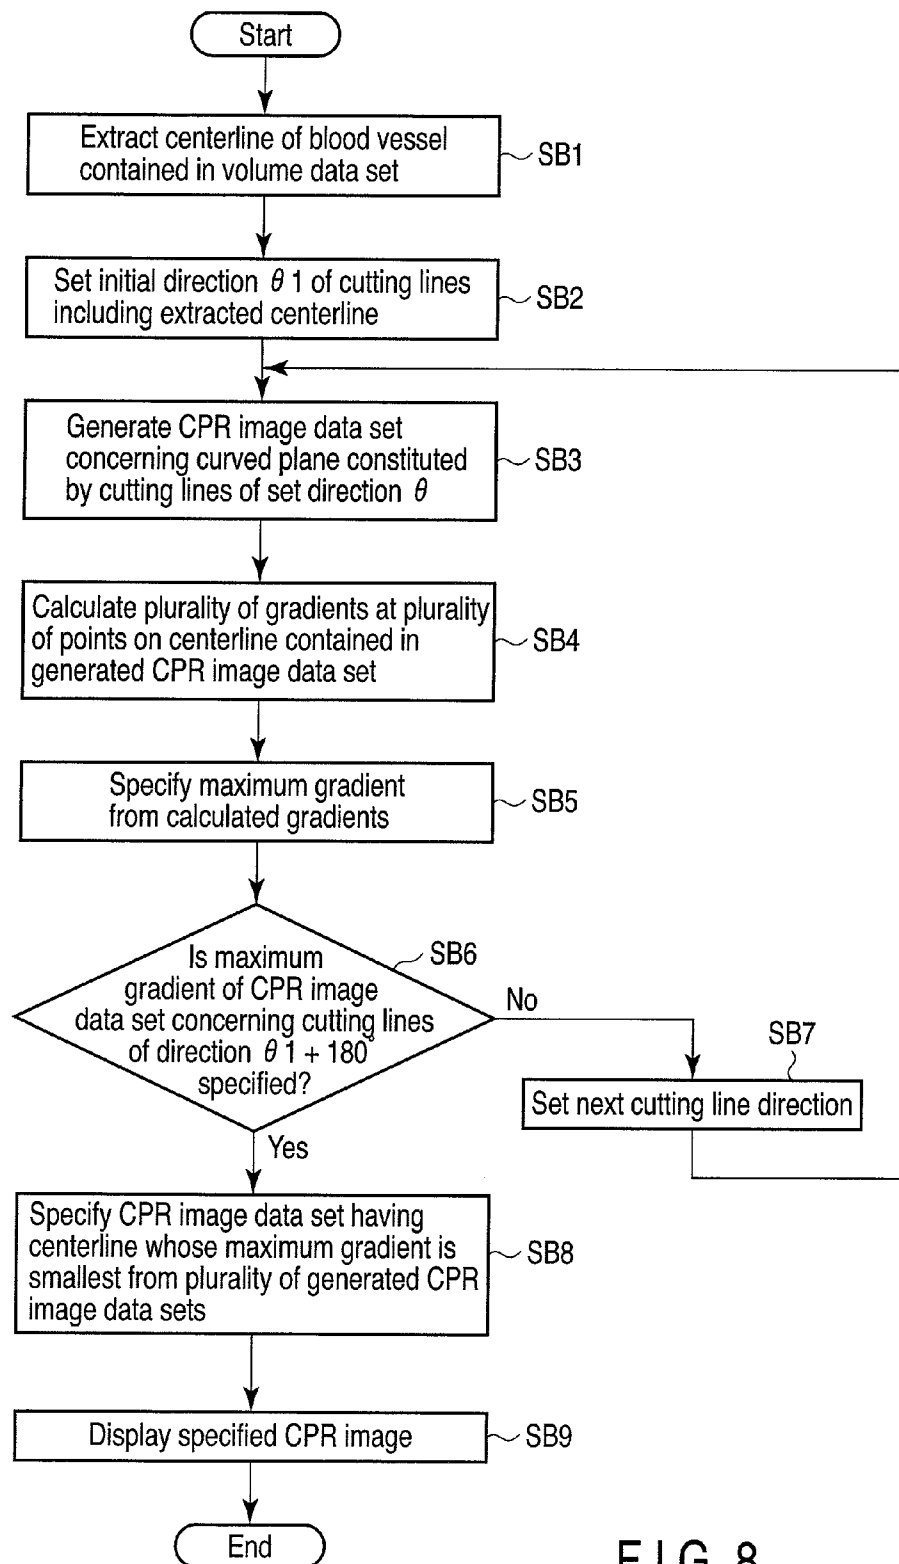 Start
Extract centerline of blood vessel
contained in volume data set
SB1
Set initial direction θ 1 of cutting lines
including extracted centerline
SB2
Generate CPR image data set
concerning curved plane constituted
by cutting lines of set direction θ
SB3
Calculate plurality of gradients at plurality
of points on centerline contained in
generated CPR image data set
SB4
Specify maximum gradient
from calculated gradients
SB5
Is maximum
gradient of CPR image
data set concerning cutting lines
of direction θ 1 + 180°
specified?
SB6
No
SB7
Set next cutting line direction
Yes
Specify CPR image data set having
centerline whose maximum gradient is
smallest from plurality of generated CPR
image data sets
SB8
Display specified CPR image
SB9
End
FIG. 8